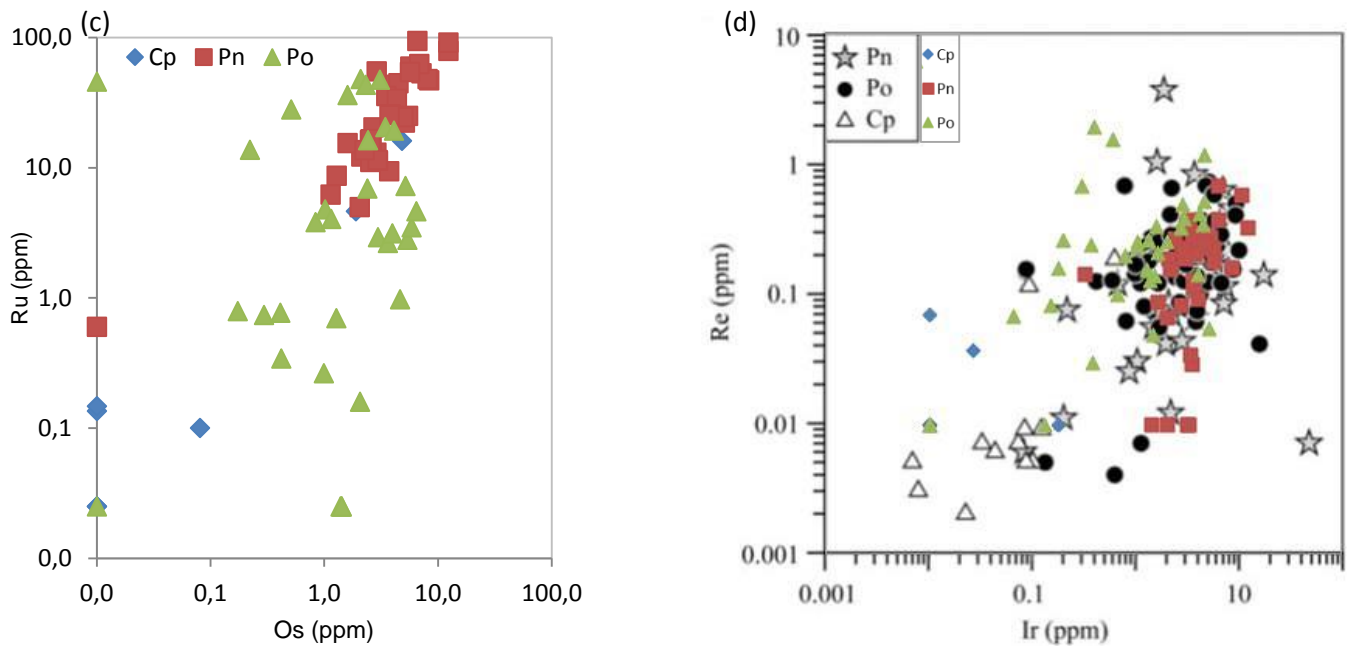 (c)
Cp Pn Po
100,0
10,0
1,0
0,1
0,0
Ru (ppm)
0,0 0,1 1,0 10,0 100,0
Os (ppm)
(d)
Pn
Po
Cp
Cp
Pn
Po
10
1
0.1
0.01
0.001
Re (ppm)
0.001 0.1 10
Ir (ppm)